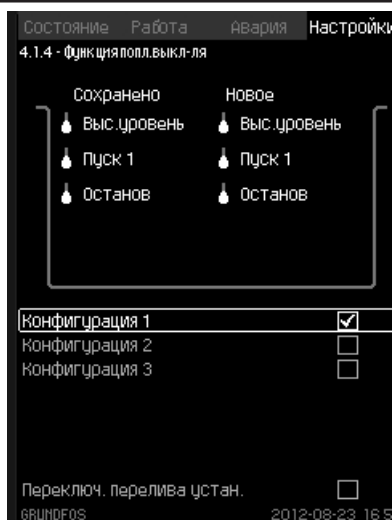 Состояние Работа Авария Настройки
4.1.4 - Функция попл.выкл-ля
Сохранено Новое
Выс.уровень Выс.уровень
Пуск 1 Пуск 1
Останов Останов
Конфигурация 1
Конфигурация 2
Конфигурация 3
Переключ. перелива устан.
GRUNDFOS 2012-08-23 16:5